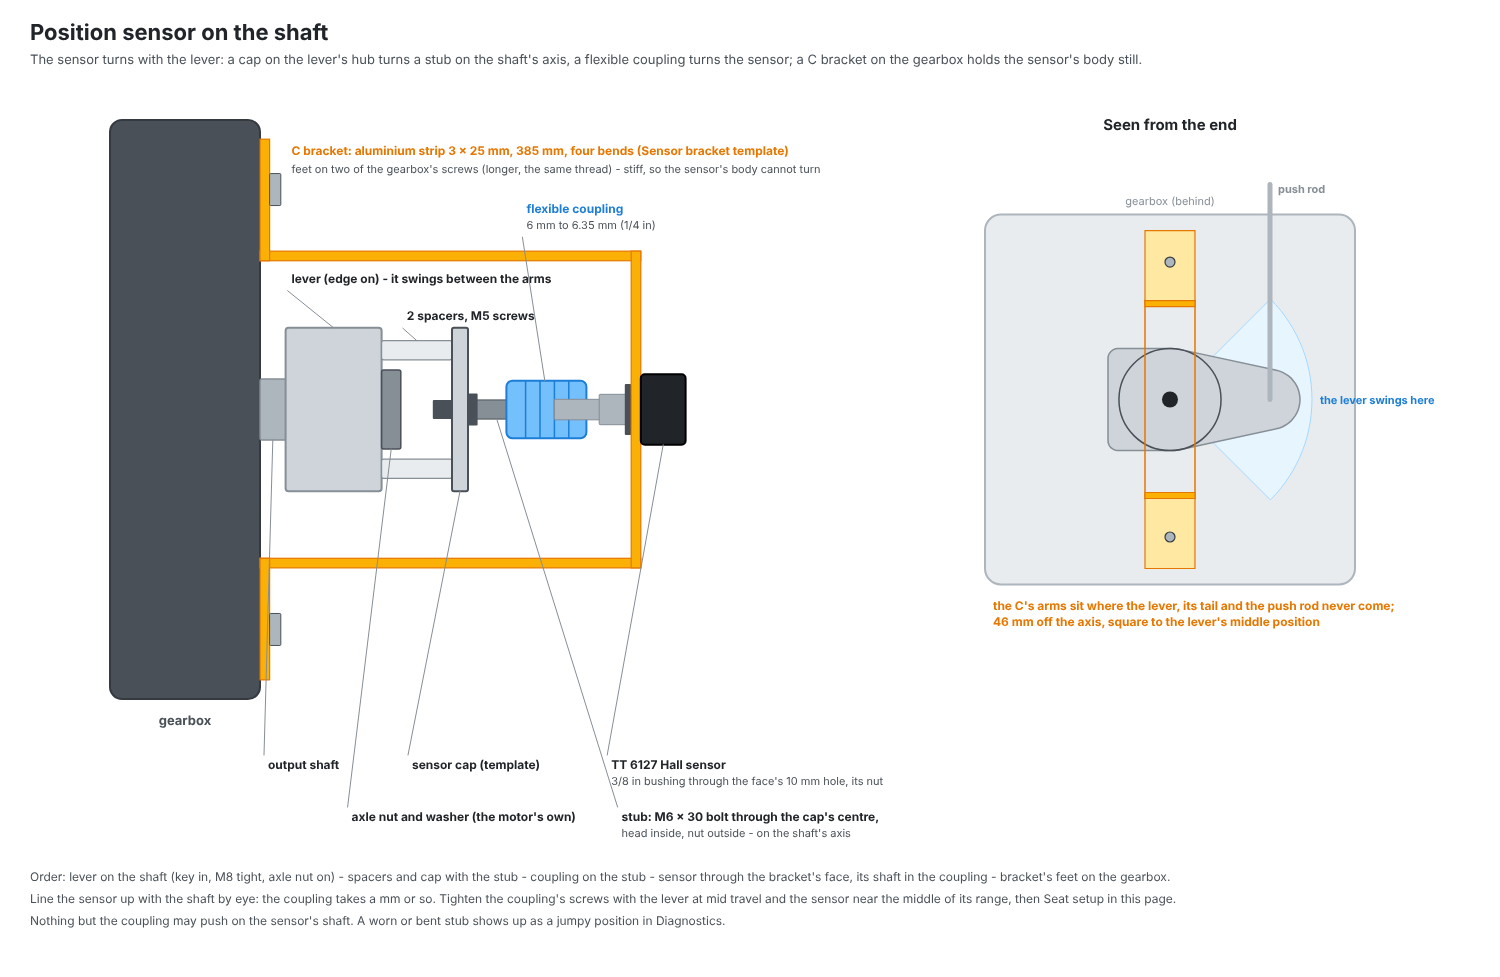 Position sensor on the shaft
The sensor turns with the lever: a cap on the lever's hub turns a stub on the shaft's axis, a flexible coupling turns the sensor; a C bracket on the gearbox holds the sensor's body still.
C bracket: aluminium strip 3 × 25 mm, 385 mm, four bends (Sensor bracket template)
feet on two of the gearbox's screws (longer, the same thread) - stiff, so the sensor's body cannot turn
flexible coupling
6 mm to 6.35 mm (1/4 in)
lever (edge on) - it swings between the arms
2 spacers, M5 screws
gearbox
output shaft
sensor cap (template)
TT 6127 Hall sensor
3/8 in bushing through the face's 10 mm hole, its nut
axle nut and washer (the motor's own)
stub: M6 × 30 bolt through the cap's centre,
head inside, nut outside - on the shaft's axis
Seen from the end
push rod
gearbox (behind)
the lever swings here
the C's arms sit where the lever, its tail and the push rod never come;
46 mm off the axis, square to the lever's middle position
Order: lever on the shaft (key in, M8 tight, axle nut on) - spacers and cap with the stub - coupling on the stub - sensor through the bracket's face, its shaft in the coupling - bracket's feet on the gearbox.
Line the sensor up with the shaft by eye: the coupling takes a mm or so. Tighten the coupling's screws with the lever at mid travel and the sensor near the middle of its range, then Seat setup in this page.
Nothing but the coupling may push on the sensor's shaft. A worn or bent stub shows up as a jumpy position in Diagnostics.